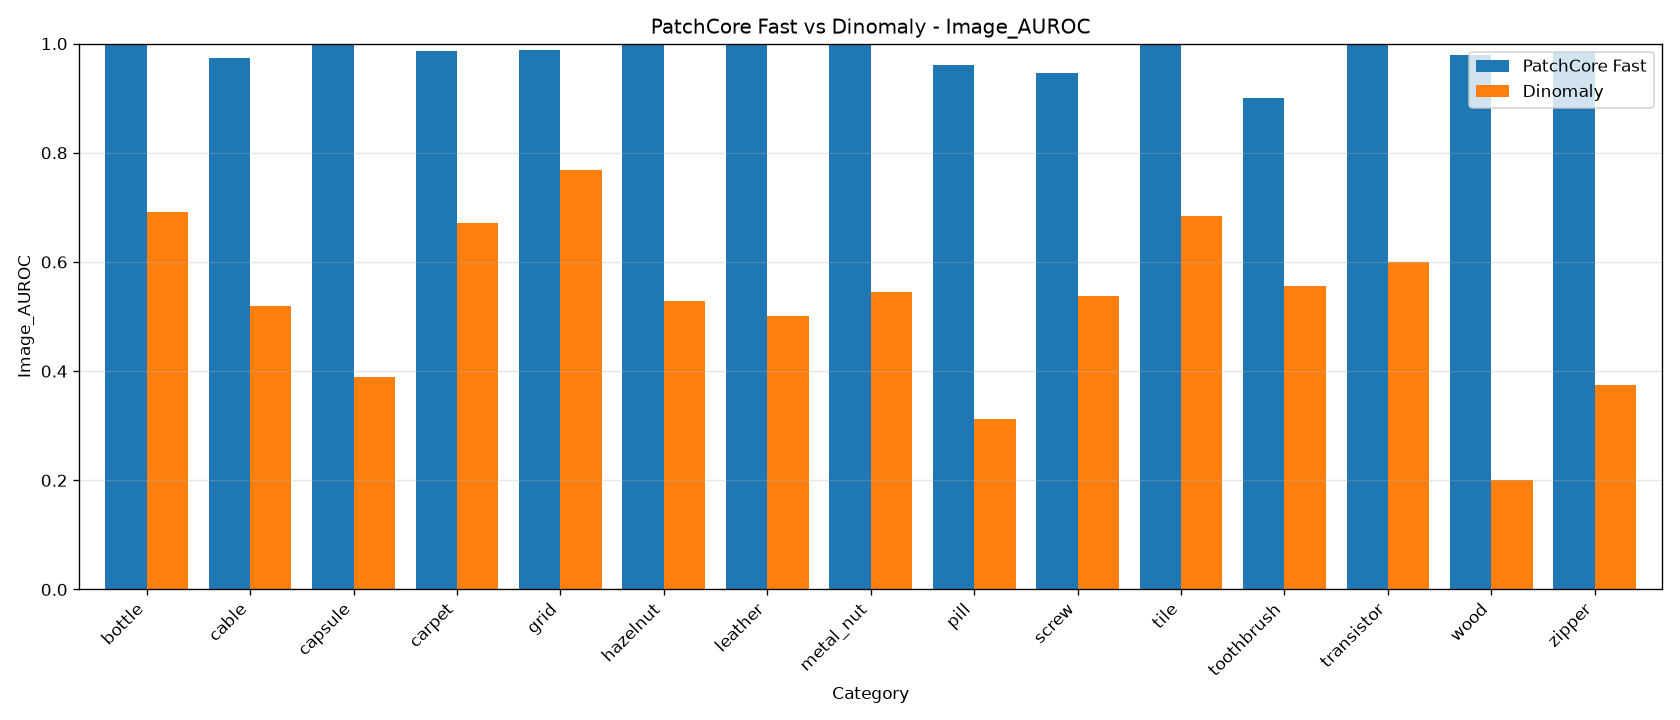 PatchCore Fast vs Dinomaly - Image_AUROC
PatchCore Fast
Dinomaly
Image_AUROC
1.0
0.8
0.6
0.4
0.2
0.0
bottle
cable
capsule
carpet
grid
hazelnut
leather
metal_nut
pill
screw
tile
toothbrush
transistor
wood
zipper
Category